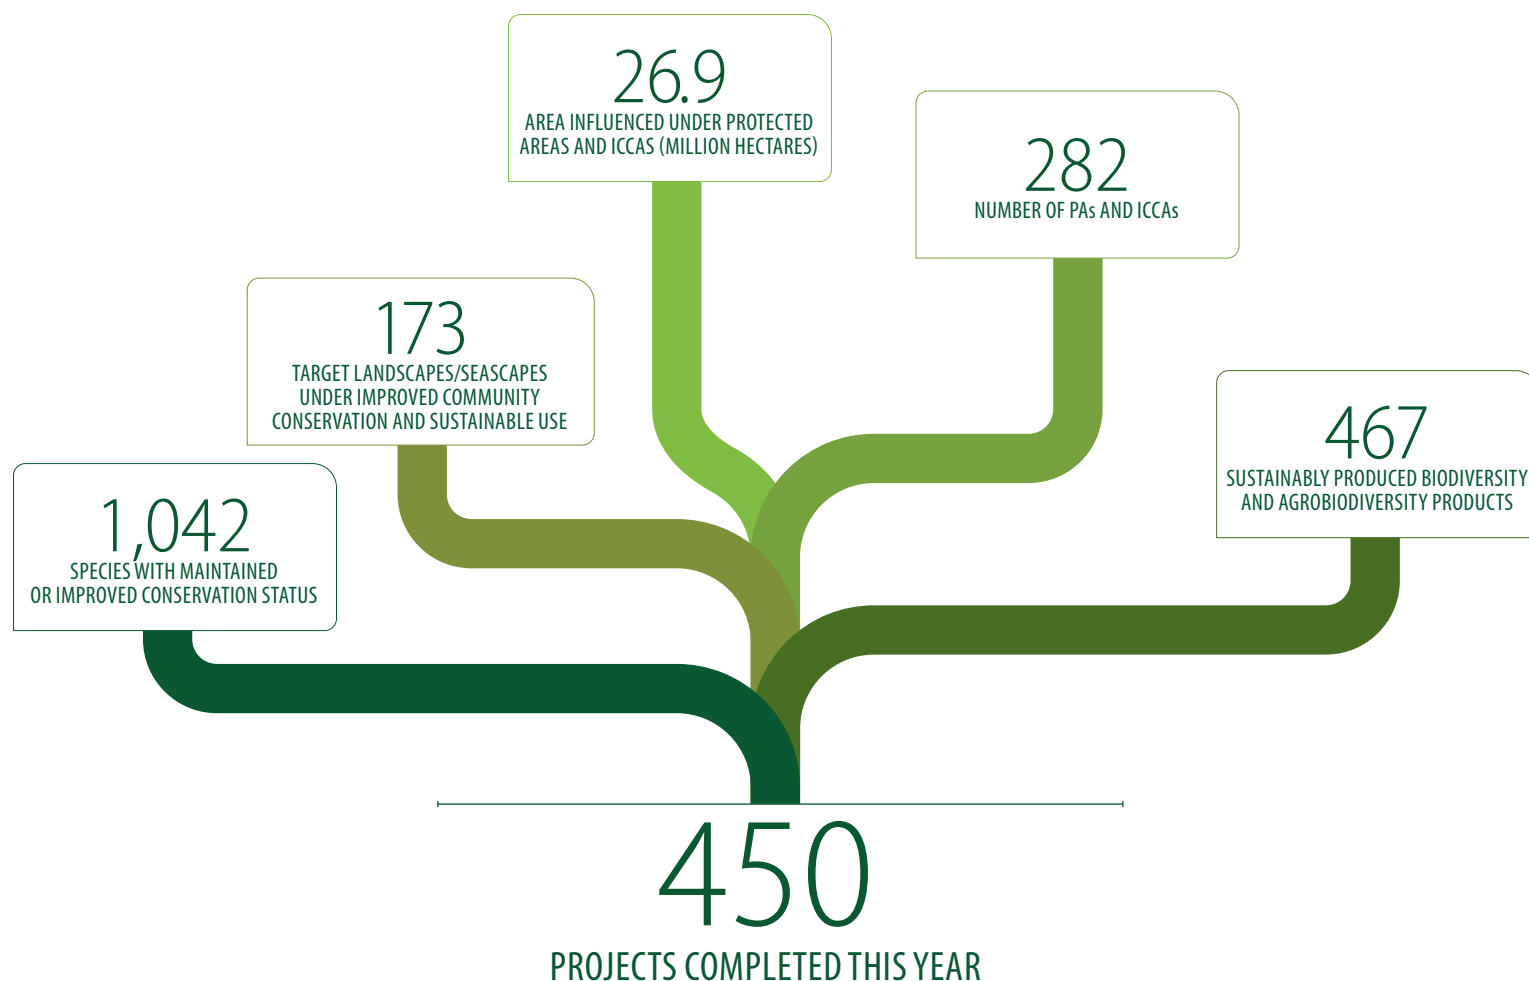 26.9
AREA INFLUENCED UNDER PROTECTED
AREAS AND ICCAS (MILLION HECTARES)
282
NUMBER OF PAs AND ICCAs
173
TARGET LANDSCAPES/SEASCAPES
UNDER IMPROVED COMMUNITY
CONSERVATION AND SUSTAINABLE USE
467
SUSTAINABLY PRODUCED BIODIVERSITY
AND AGROBIODIVERSITY PRODUCTS
1,042
SPECIES WITH MAINTAINED
OR IMPROVED CONSERVATION STATUS
450
PROJECTS COMPLETED THIS YEAR